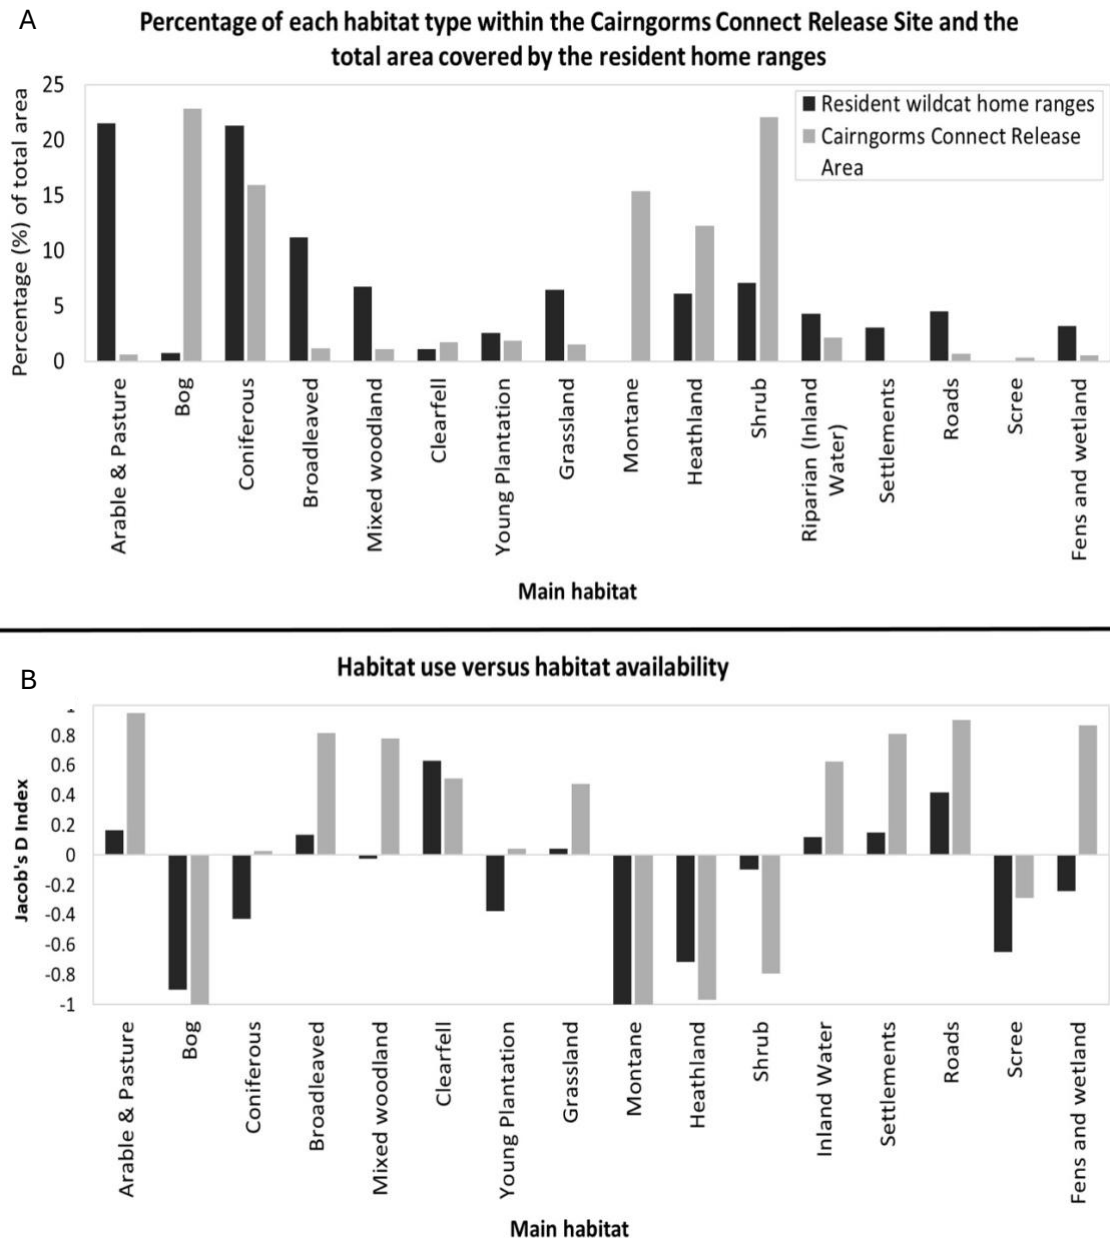 A
Percentage of each habitat type within the Cairngorms Connect Release Site and the
total area covered by the resident home ranges
Percentage (%) of total area
25
20
15
10
5
0
Resident wildcat home ranges
Cairngorms Connect Release
Area
Arable & Pasture
Bog
Coniferous
Broadleaved
Mixed woodland
Clearfell
Young Plantation
Grassland
Montane
Heathland
Shrub
Riparian (Inland
Water)
Settlements
Roads
Scree
Fens and wetland
Main habitat
B
Habitat use versus habitat availability
Jacob's D Index
0.8
0.6
0.4
0.2
0
-0.2
-0.4
-0.6
-0.8
-1
Arable & Pasture
Bog
Coniferous
Broadleaved
Mixed woodland
Clearfell
Young Plantation
Grassland
Montane
Heathland
Shrub
Inland Water
Settlements
Roads
Scree
Fens and wetland
Main habitat